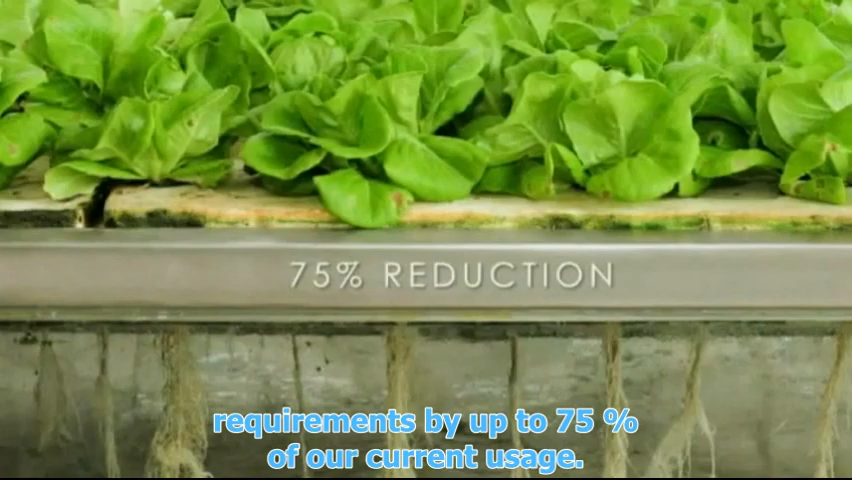 75% REDUCTION
requirements by up to 75 %
of our current usage.